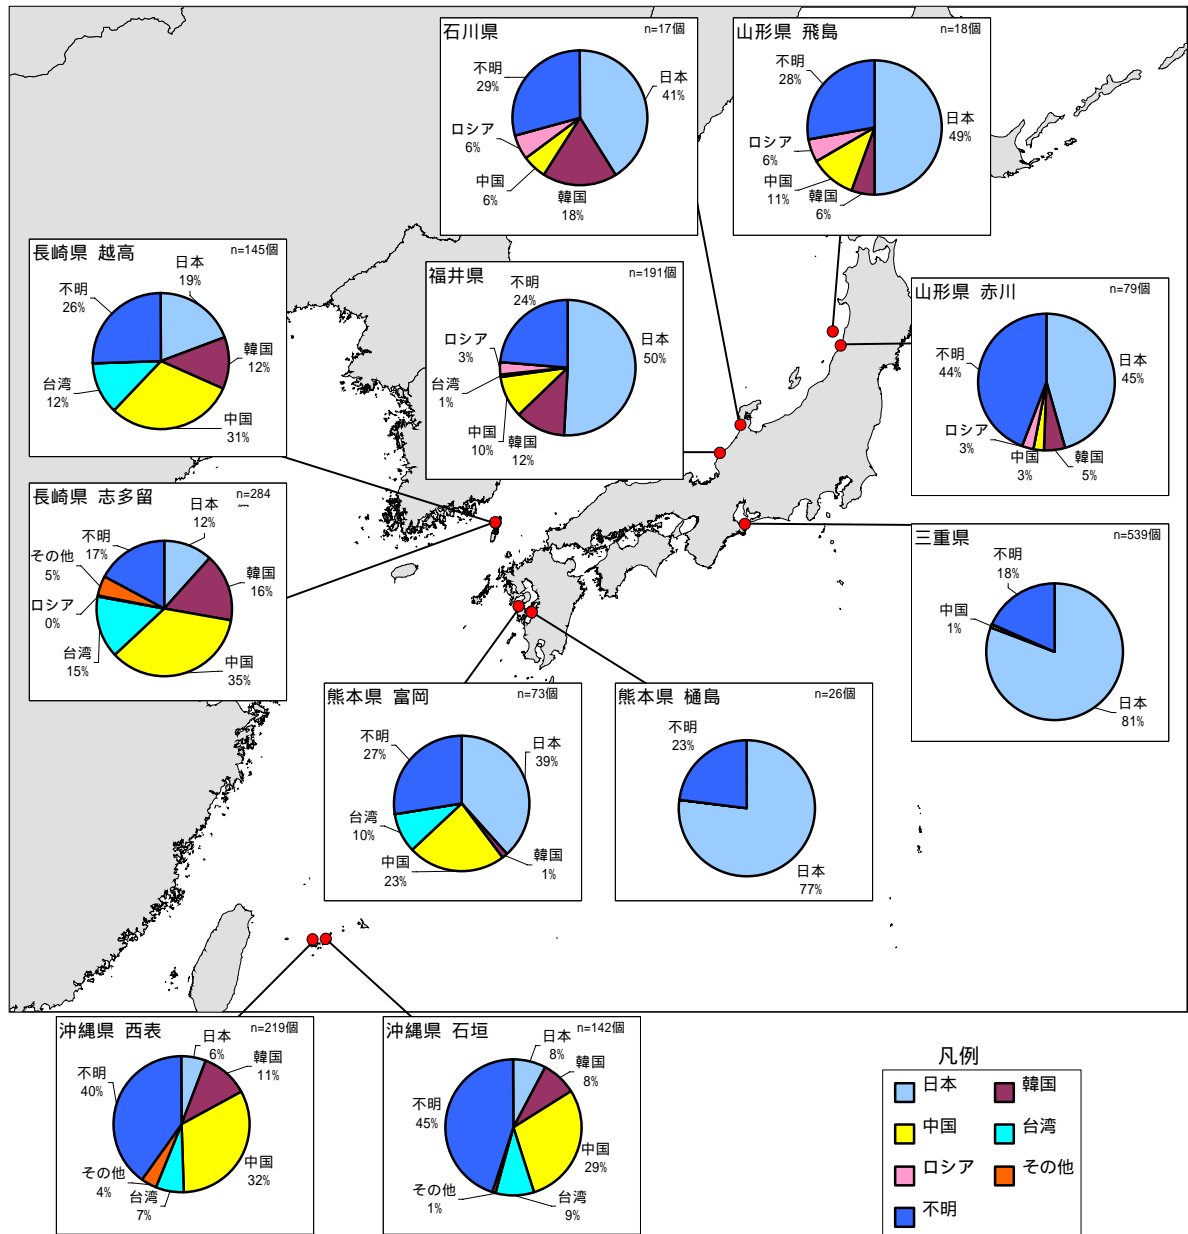 石川県 n=17個
不明
29%
日本
41%
ロシア
6%
中国
6%
韓国
18%
山形県 飛島 n=18個
不明
28%
日本
49%
ロシア
6%
中国
11%
韓国
6%
長崎県 越高 n=145個
日本
19%
不明
26%
韓国
12%
台湾
12%
中国
31%
福井県 n=191個
不明
24%
ロシア
3%
日本
50%
台湾
1%
中国
10%
韓国
12%
山形県 赤川 n=79個
不明
44%
日本
45%
ロシア
3%
中国
3%
韓国
5%
長崎県 志多留 n=284
日本
12%
不明
17%
その他
5%
韓国
16%
ロシア
0%
台湾
15%
中国
35%
三重県 n=539個
不明
18%
中国
1%
日本
81%
熊本県 富岡 n=73個
不明
27%
日本
39%
台湾
10%
中国
23%
韓国
1%
熊本県 樋島 n=26個
不明
23%
日本
77%
沖縄県 西表 n=219個
日本
6%
韓国
11%
不明
40%
中国
32%
その他
4%
台湾
7%
沖縄県 石垣 n=142個
日本
8%
韓国
8%
不明
45%
中国
29%
その他
1%
台湾
9%
凡例
日本 韓国
中国 台湾
ロシア その他
不明